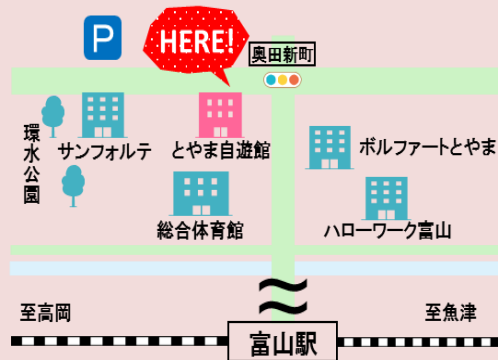 P
HERE!
奥田新町
環水公園
サンフォルテ
とやま自遊館
ボルファートとやま
総合体育館
ハローワーク富山
至高岡
至魚津
富山駅